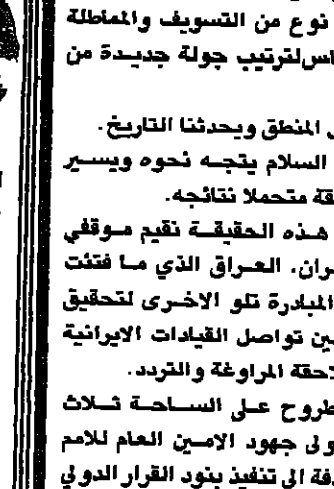 نوع من التسويف والمماطلة
اس لترتيب جولة جديدة من
المنطق ويحدثنا التاريخ.
السلام يتجه نحوه ويسير
قة متحملا نتائجه.
هذه الحقيقة نقيم موقفي
ران. العراق الذي ما فتئت
المبادرة تلو الاخرى لتحقيق
ين تواصل القيادات الايرانية
لاحقة المراوغة والتردد.
طروح على الساحة ثلاث
ولى جهود الامين العام للامم
فة الى تنفيذ بنود القرار الدولي